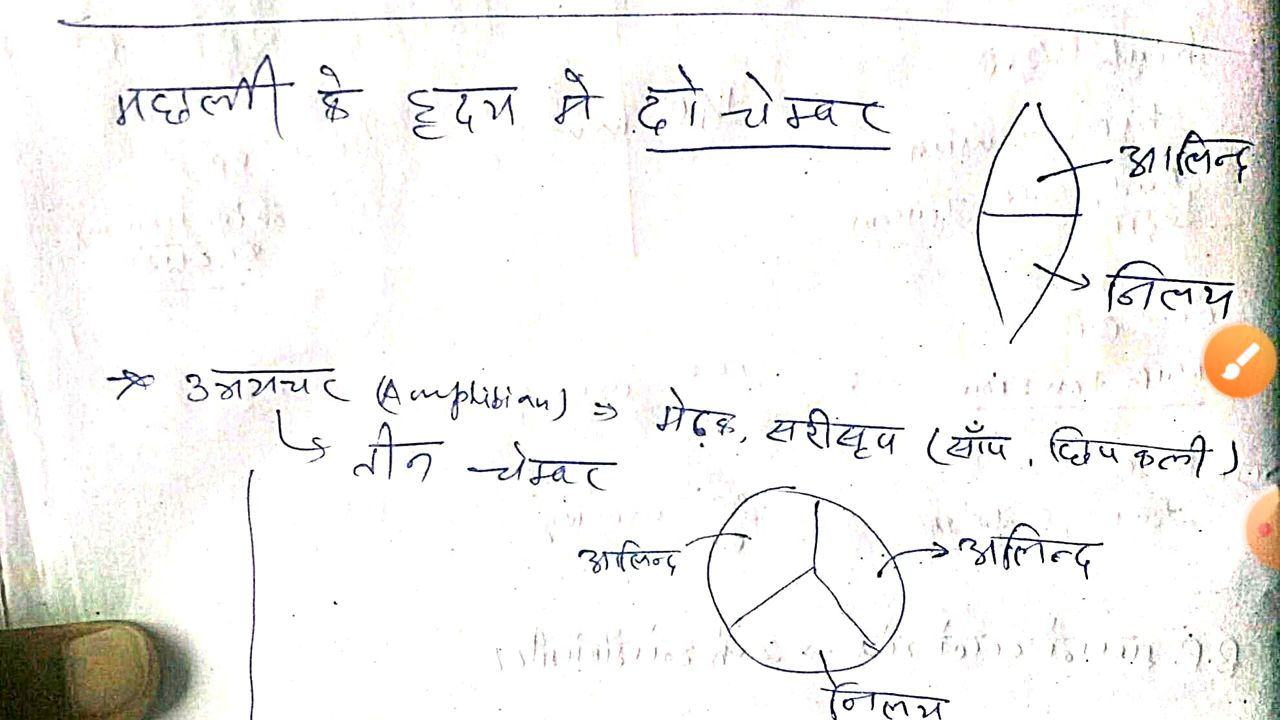 मछली के हृदय मे दो चेम्बर
आलिन्द
निलय
→ उभयचर (Amphibian) ⇒ मेढ़क, सरीसृप (साँप, छिपकली)
↳ तीन चेम्बर
आलिन्द
→ आलिन्द
निलय